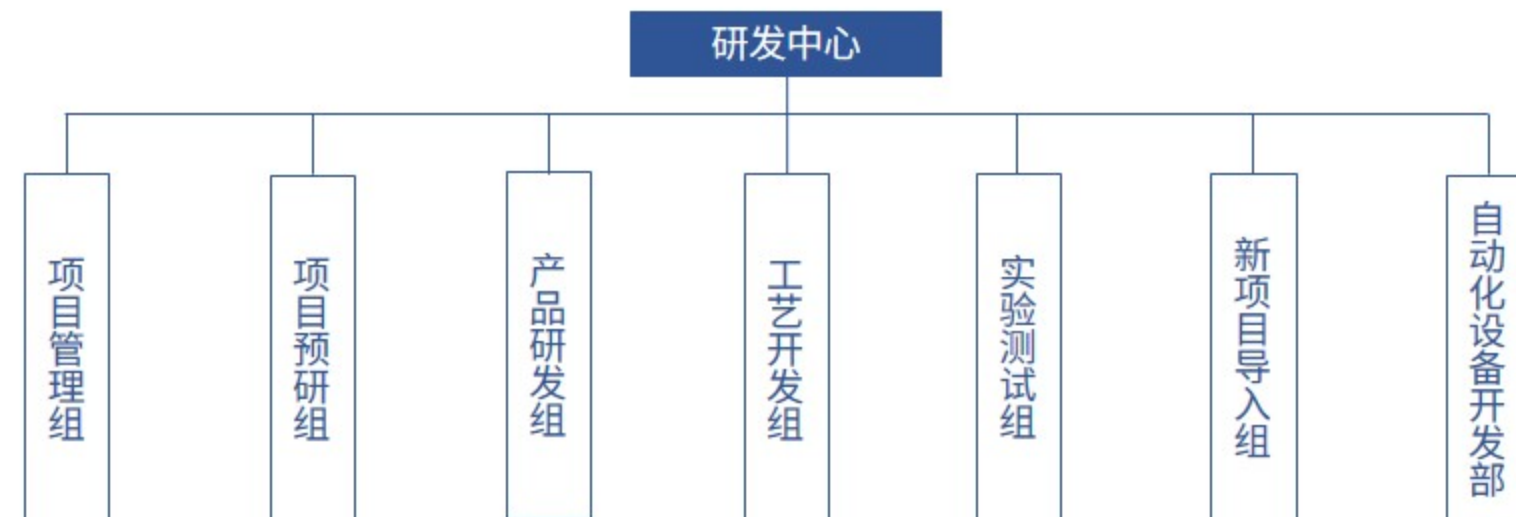 研发中心
项目管理组
项目预研组
产品研发组
工艺开发组
实验测试组
新项目导入组
自动化设备开发部